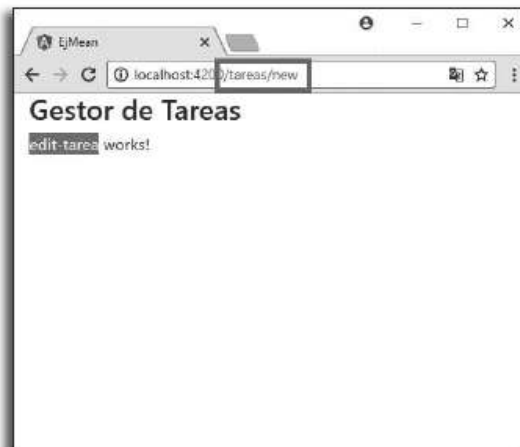 EjMean
localhost:4200/tareas/new
Gestor de Tareas
edit-tarea works!